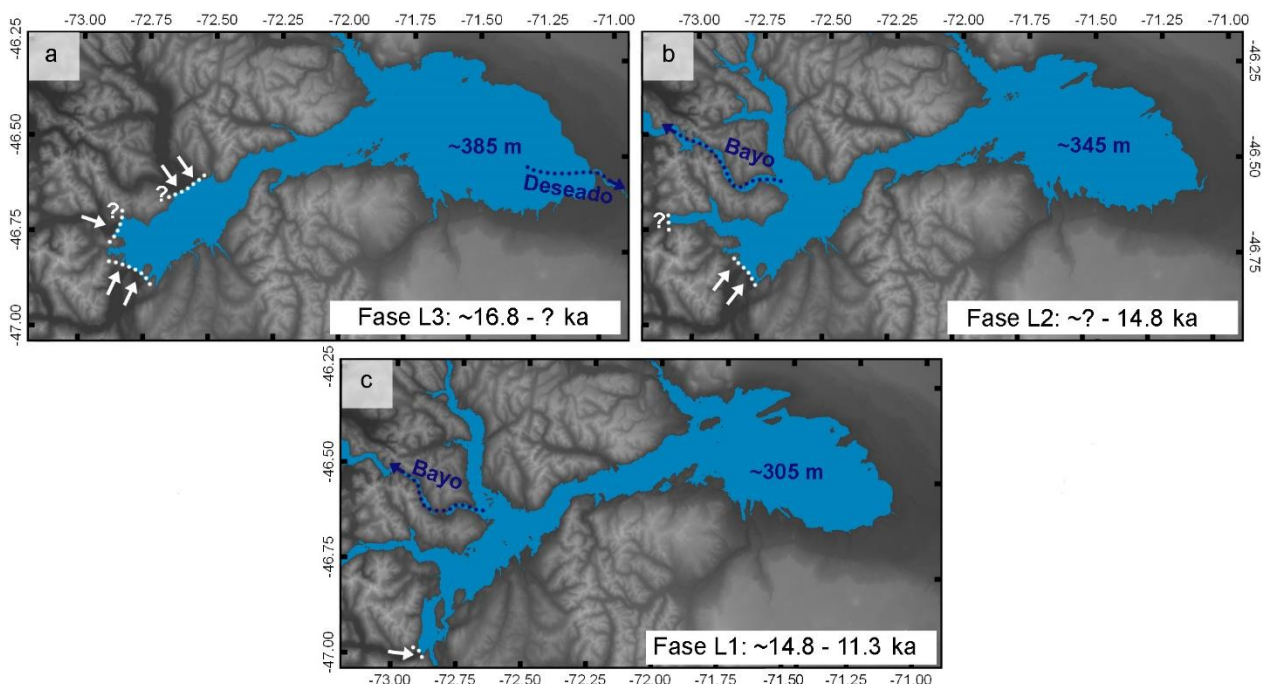 -73.00 -72.75 -72.50 -72.25 -72.00 -71.75 -71.50 -71.25 -71.00
-73.00 -72.75 -72.50 -72.25 -72.00 -71.75 -71.50 -71.25 -71.00
-46.25
-46.50
-46.75
-47.00
a
~385 m
Deseado
?
?
Fase L3: ~16.8 - ? ka
b
Bayo
~345 m
?
Fase L2: ~? - 14.8 ka
-46.25
-46.50
-46.75
-46.25
-46.50
-46.75
-47.00
c
Bayo
~305 m
Fase L1: ~14.8 - 11.3 ka
-73.00 -72.75 -72.50 -72.25 -72.00 -71.75 -71.50 -71.25 -71.00